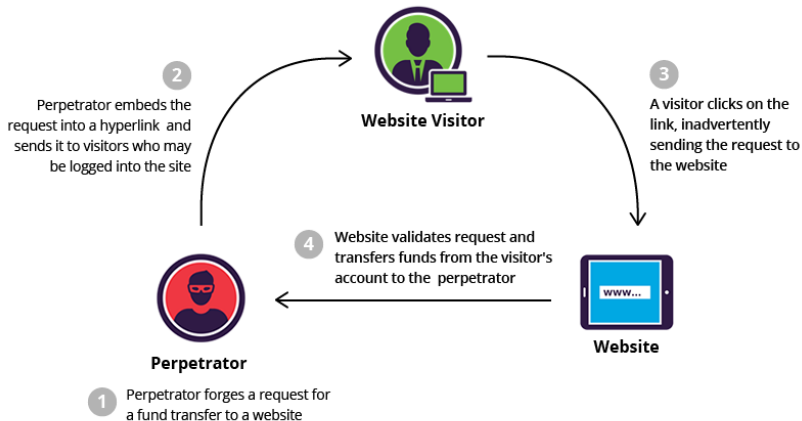 2
Perpetrator embeds the
request into a hyperlink and
sends it to visitors who may
be logged into the site
Website Visitor
3
A visitor clicks on the
link, inadvertently
sending the request to
the website
4
Website validates request and
transfers funds from the visitor's
account to the perpetrator
www...
Website
Perpetrator
1
Perpetrator forges a request for
a fund transfer to a website